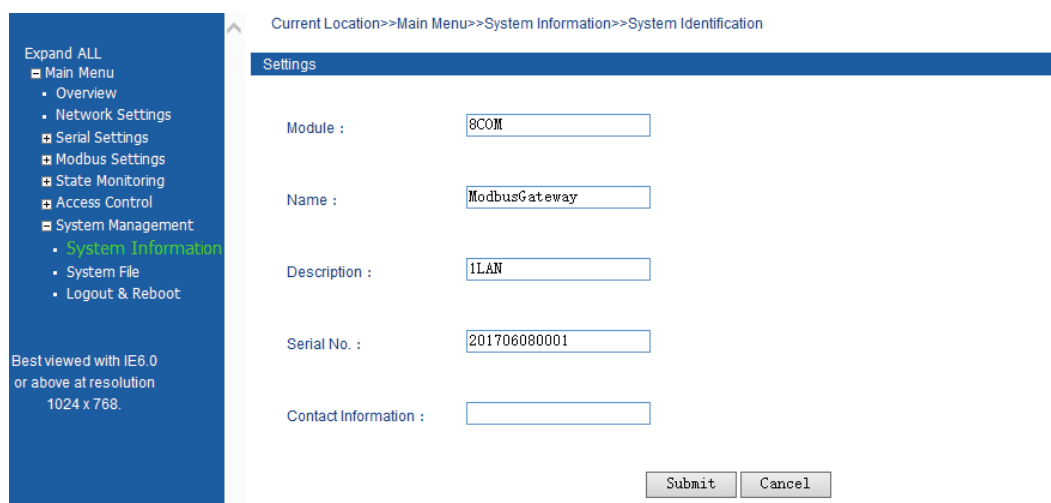 Current Location>>Main Menu>>System Information>>System Identification
Expand ALL
Main Menu
Overview
Network Settings
Serial Settings
Modbus Settings
State Monitoring
Access Control
System Management
System Information
System File
Logout & Reboot
Best viewed with IE6.0
or above at resolution
1024 x 768.
Settings
Module : 8COM
Name : ModbusGateway
Description : 1LAN
Serial No. : 201706080001
Contact Information :
Submit Cancel